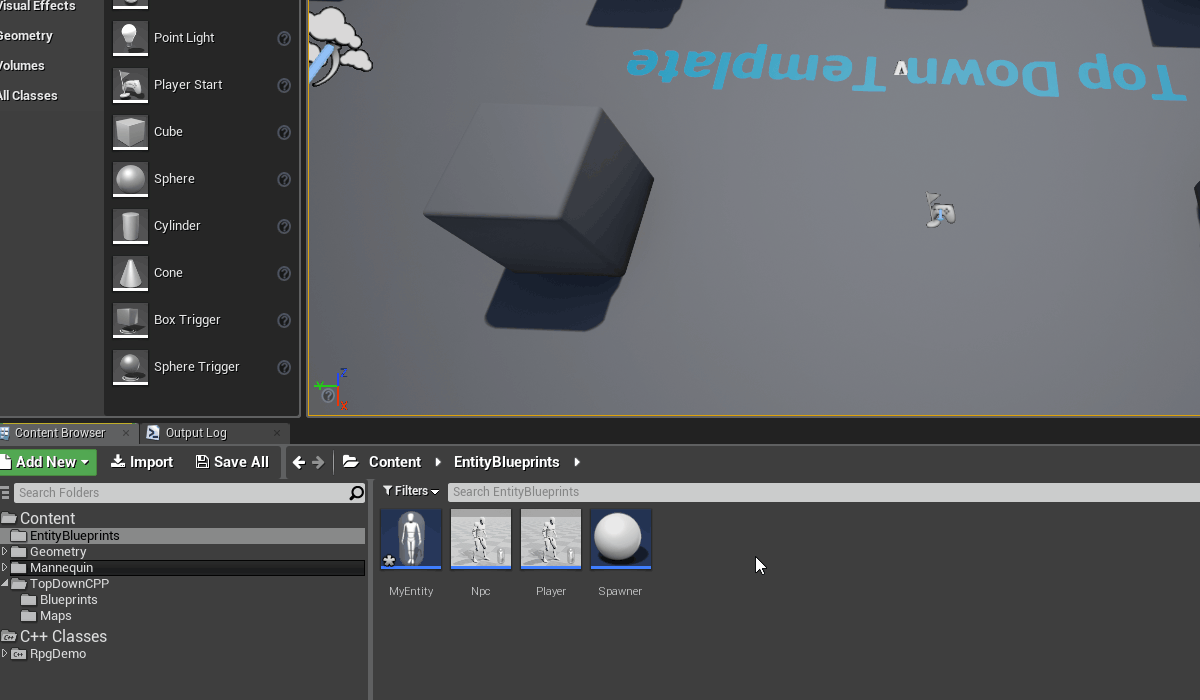 Visual Effects
Geometry
Volumes
All Classes
Point Light
Player Start
Cube
Sphere
Cylinder
Cone
Box Trigger
Sphere Trigger
Top Down Template
Z
Y
X
Content Browser
Output Log
Add New
Import
Save All
Content
EntityBlueprints
Search Folders
Filters
Search EntityBlueprints
Content
EntityBlueprints
Geometry
Mannequin
TopDownCPP
Blueprints
Maps
C++ Classes
RpgDemo
MyEntity
Npc
Player
Spawner